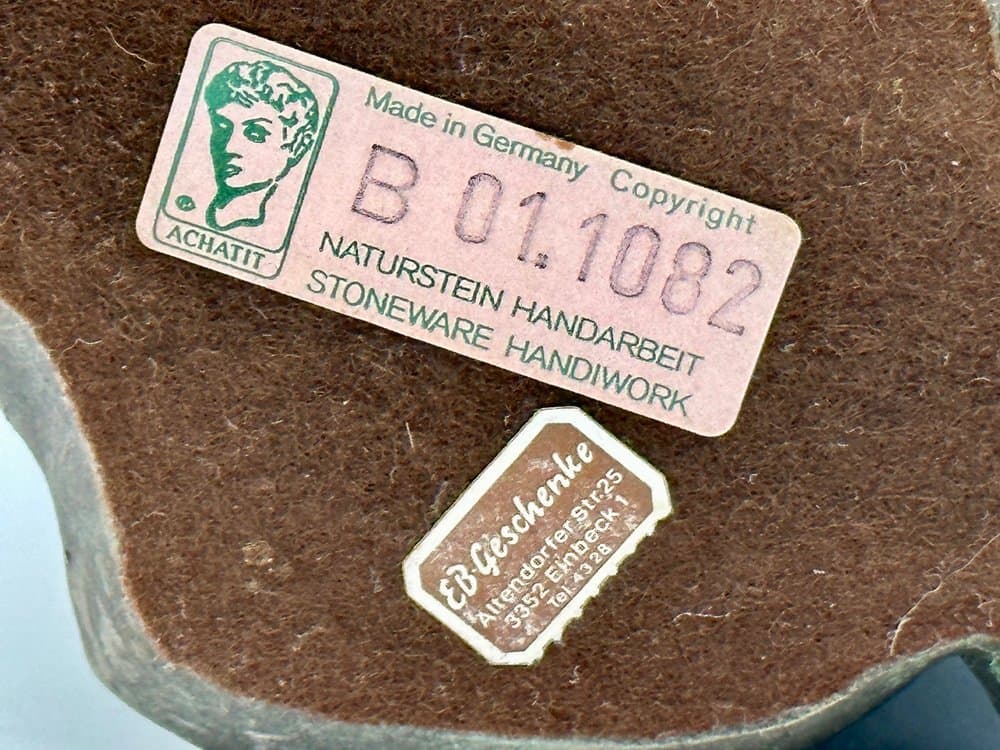 Made in Germany Copyright
B 01.1082
ACHATIT
NATURSTEIN HANDARBEIT
STONEWARE HANDIWORK
EB-Geschenke
Altendorfer Str.25
3352 Einbeck 1
Tel. 4328